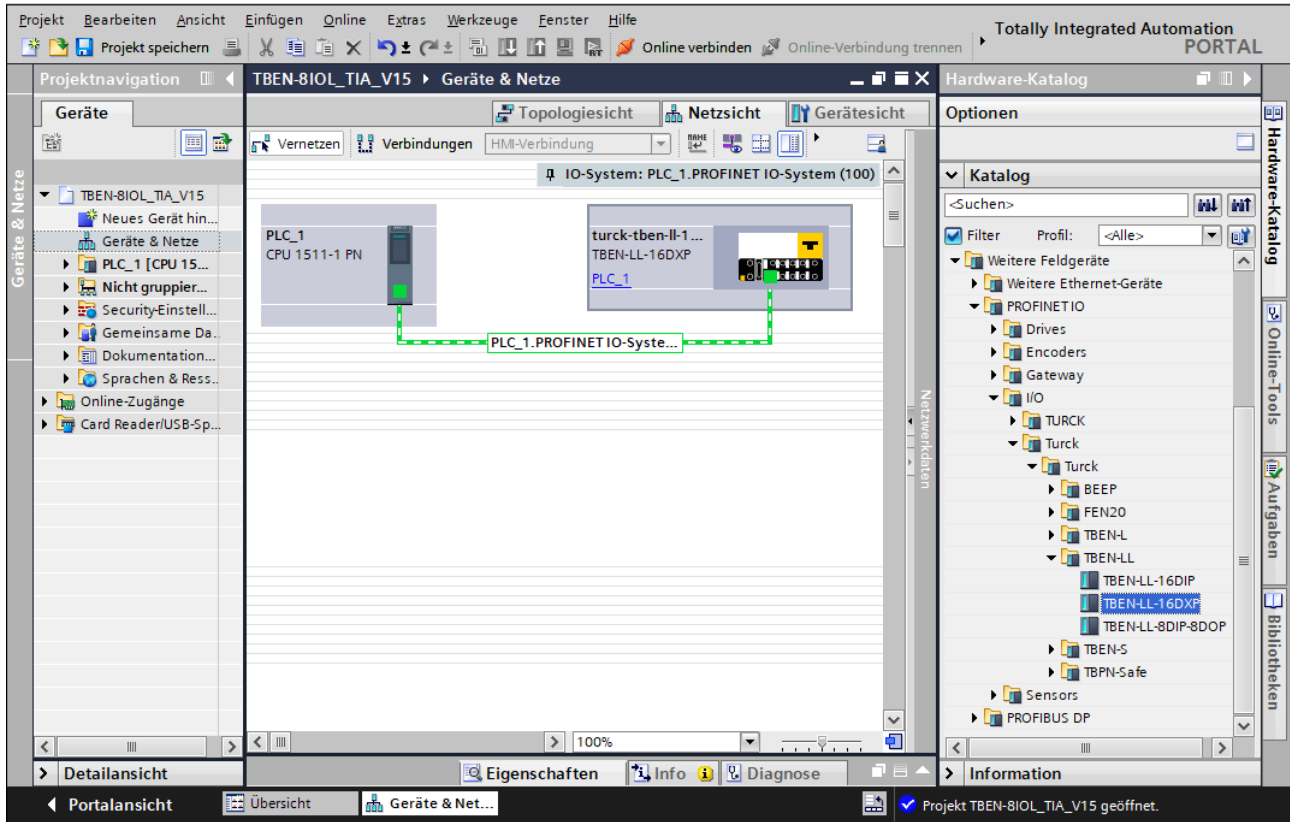 Projekt Bearbeiten Ansicht Einfügen Online Extras Werkzeuge Fenster Hilfe
Projekt speichern Online verbinden Online-Verbindung trennen
Totally Integrated Automation
PORTAL
Projektnavigation
TBEN-8IOL_TIA_V15 Geräte & Netze
Hardware-Katalog
Geräte
Topologiesicht Netzsicht Gerätesicht
Optionen
Vernetzen Verbindungen HMI-Verbindung
IO-System: PLC_1.PROFINET IO-System (100)
Geräte & Netze
TBEN-8IOL_TIA_V15
Neues Gerät hin...
Geräte & Netze
PLC_1 [CPU 15...
Nicht gruppier...
Security-Einstell...
Gemeinsame Da..
Dokumentation...
Sprachen & Ress..
Online-Zugänge
Card Reader/USB-Sp...
PLC_1
CPU 1511-1 PN
turck-tben-ll-1...
TBEN-LL-16DXP
PLC_1
PLC_1.PROFINET IO-Syste...
Netzwerkdaten
Katalog
<Suchen>
Filter Profil: <Alle>
Weitere Feldgeräte
Weitere Ethernet-Geräte
PROFINET IO
Drives
Encoders
Gateway
I/O
TURCK
Turck
Turck
BEEP
FEN20
TBEN-L
TBEN-LL
TBEN-LL-16DIP
TBEN-LL-16DXP
TBEN-LL-8DIP-8DOP
TBEN-S
TBPN-Safe
Sensors
PROFIBUS DP
Hardware-Katalog
Online-Tools
Aufgaben
Bibliotheken
100%
Detailansicht
Eigenschaften Info Diagnose
Information
Portalansicht Übersicht Geräte & Net...
Projekt TBEN-8IOL_TIA_V15 geöffnet.